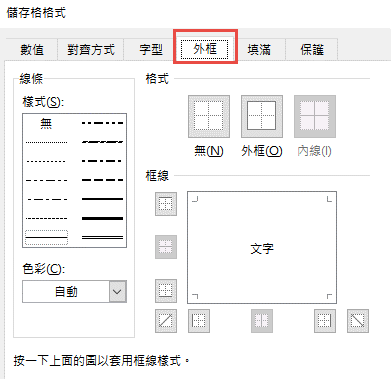 儲存格格式
數值 對齊方式 字型 外框 填滿 保護
線條
樣式(S):
無
色彩(C):
自動
格式
無(N) 外框(O) 內線(I)
框線
文字
按一下上面的圖以套用框線樣式。